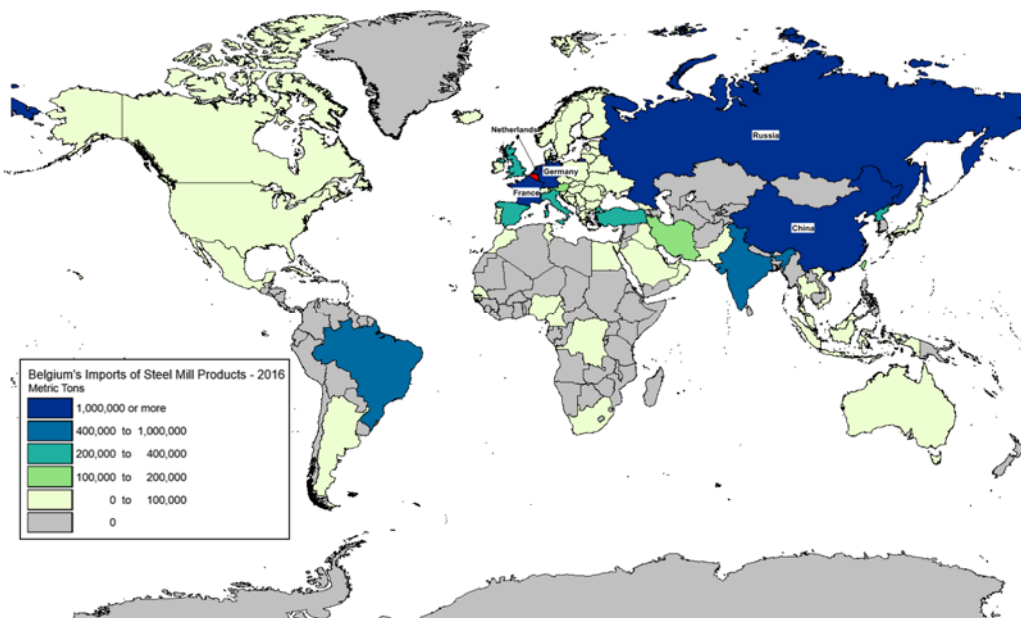 Netherlands
Russia
Germany
France
China
Belgium's Imports of Steel Mill Products - 2016
Metric Tons
1,000,000 or more
400,000 to 1,000,000
200,000 to 400,000
100,000 to 200,000
0 to 100,000
0